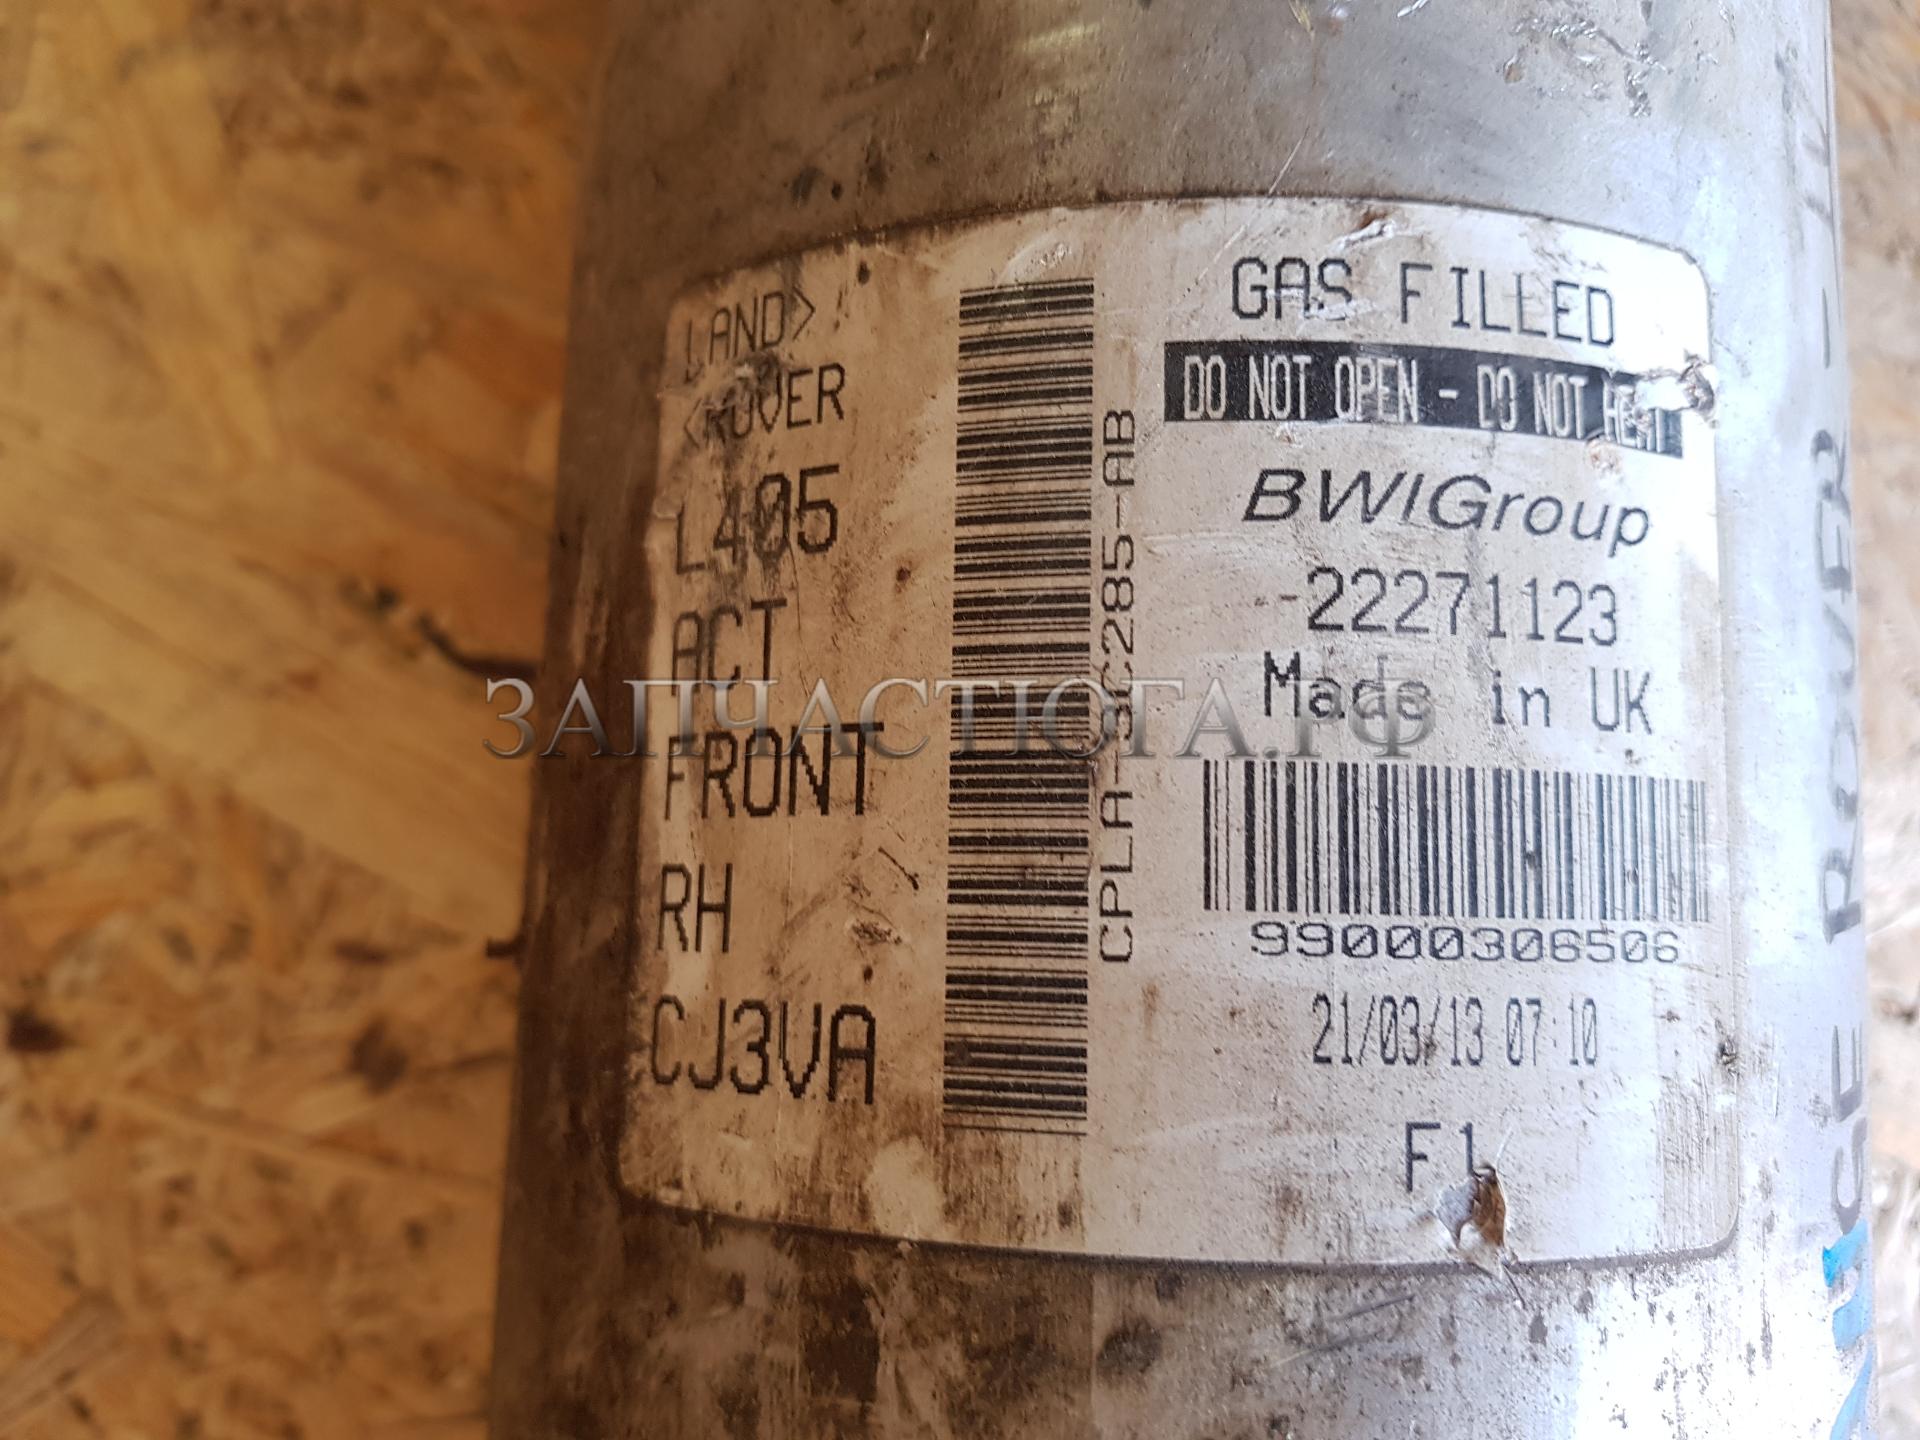 LAND>
<ROVER
L405
ACT
FRONT
RH
CJ3VA
CPLA-3C285-AB
GAS FILLED
DO NOT OPEN - DO NOT HEAT
BWIGroup
22271123
Made in UK
99000306506
21/03/13 07:10
F1
ЗАПЧАСТЮГА.РФ
ROVER -